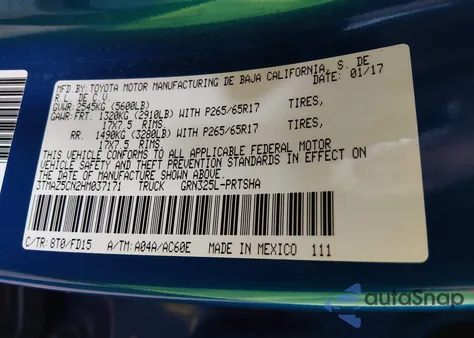 MFD.BY: TOYOTA MOTOR MANUFACTURING DE BAJA CALIFORNIA, S. DE
R. L. DE C.V. DATE: 01/17
GVWR: 2545KG (5600LB)
GAWR:FRT. 1320KG (2910LB) WITH P265/65R17 TIRES,
17X7.5 RIMS.
RR. 1490KG (3280LB) WITH P265/65R17 TIRES,
17X7.5 RIMS.
THIS VEHICLE CONFORMS TO ALL APPLICABLE FEDERAL MOTOR
VEHICLE SAFETY AND THEFT PREVENTION STANDARDS IN EFFECT ON
THE DATE OF MANUFACTURE SHOWN ABOVE.
3TMAZ5CN2HM037171 TRUCK GRN325L-PRTSHA
C/TR: 8T0/FD15 A/TM: A04A/AC60E MADE IN MEXICO 111
autoSnap